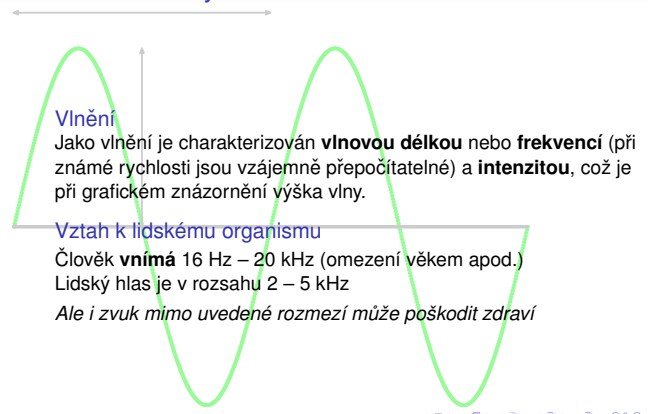 Vlnění
Jako vlnění je charakterizován vlnovou délkou nebo frekvencí (při
známé rychlosti jsou vzájemně přepočítatelné) a intenzitou, což je
při grafickém znázornění výška vlny.
Vztah k lidskému organismu
Člověk vnímá 16 Hz – 20 kHz (omezení věkem apod.)
Lidský hlas je v rozsahu 2 – 5 kHz
Ale i zvuk mimo uvedené rozmezí může poškodit zdraví